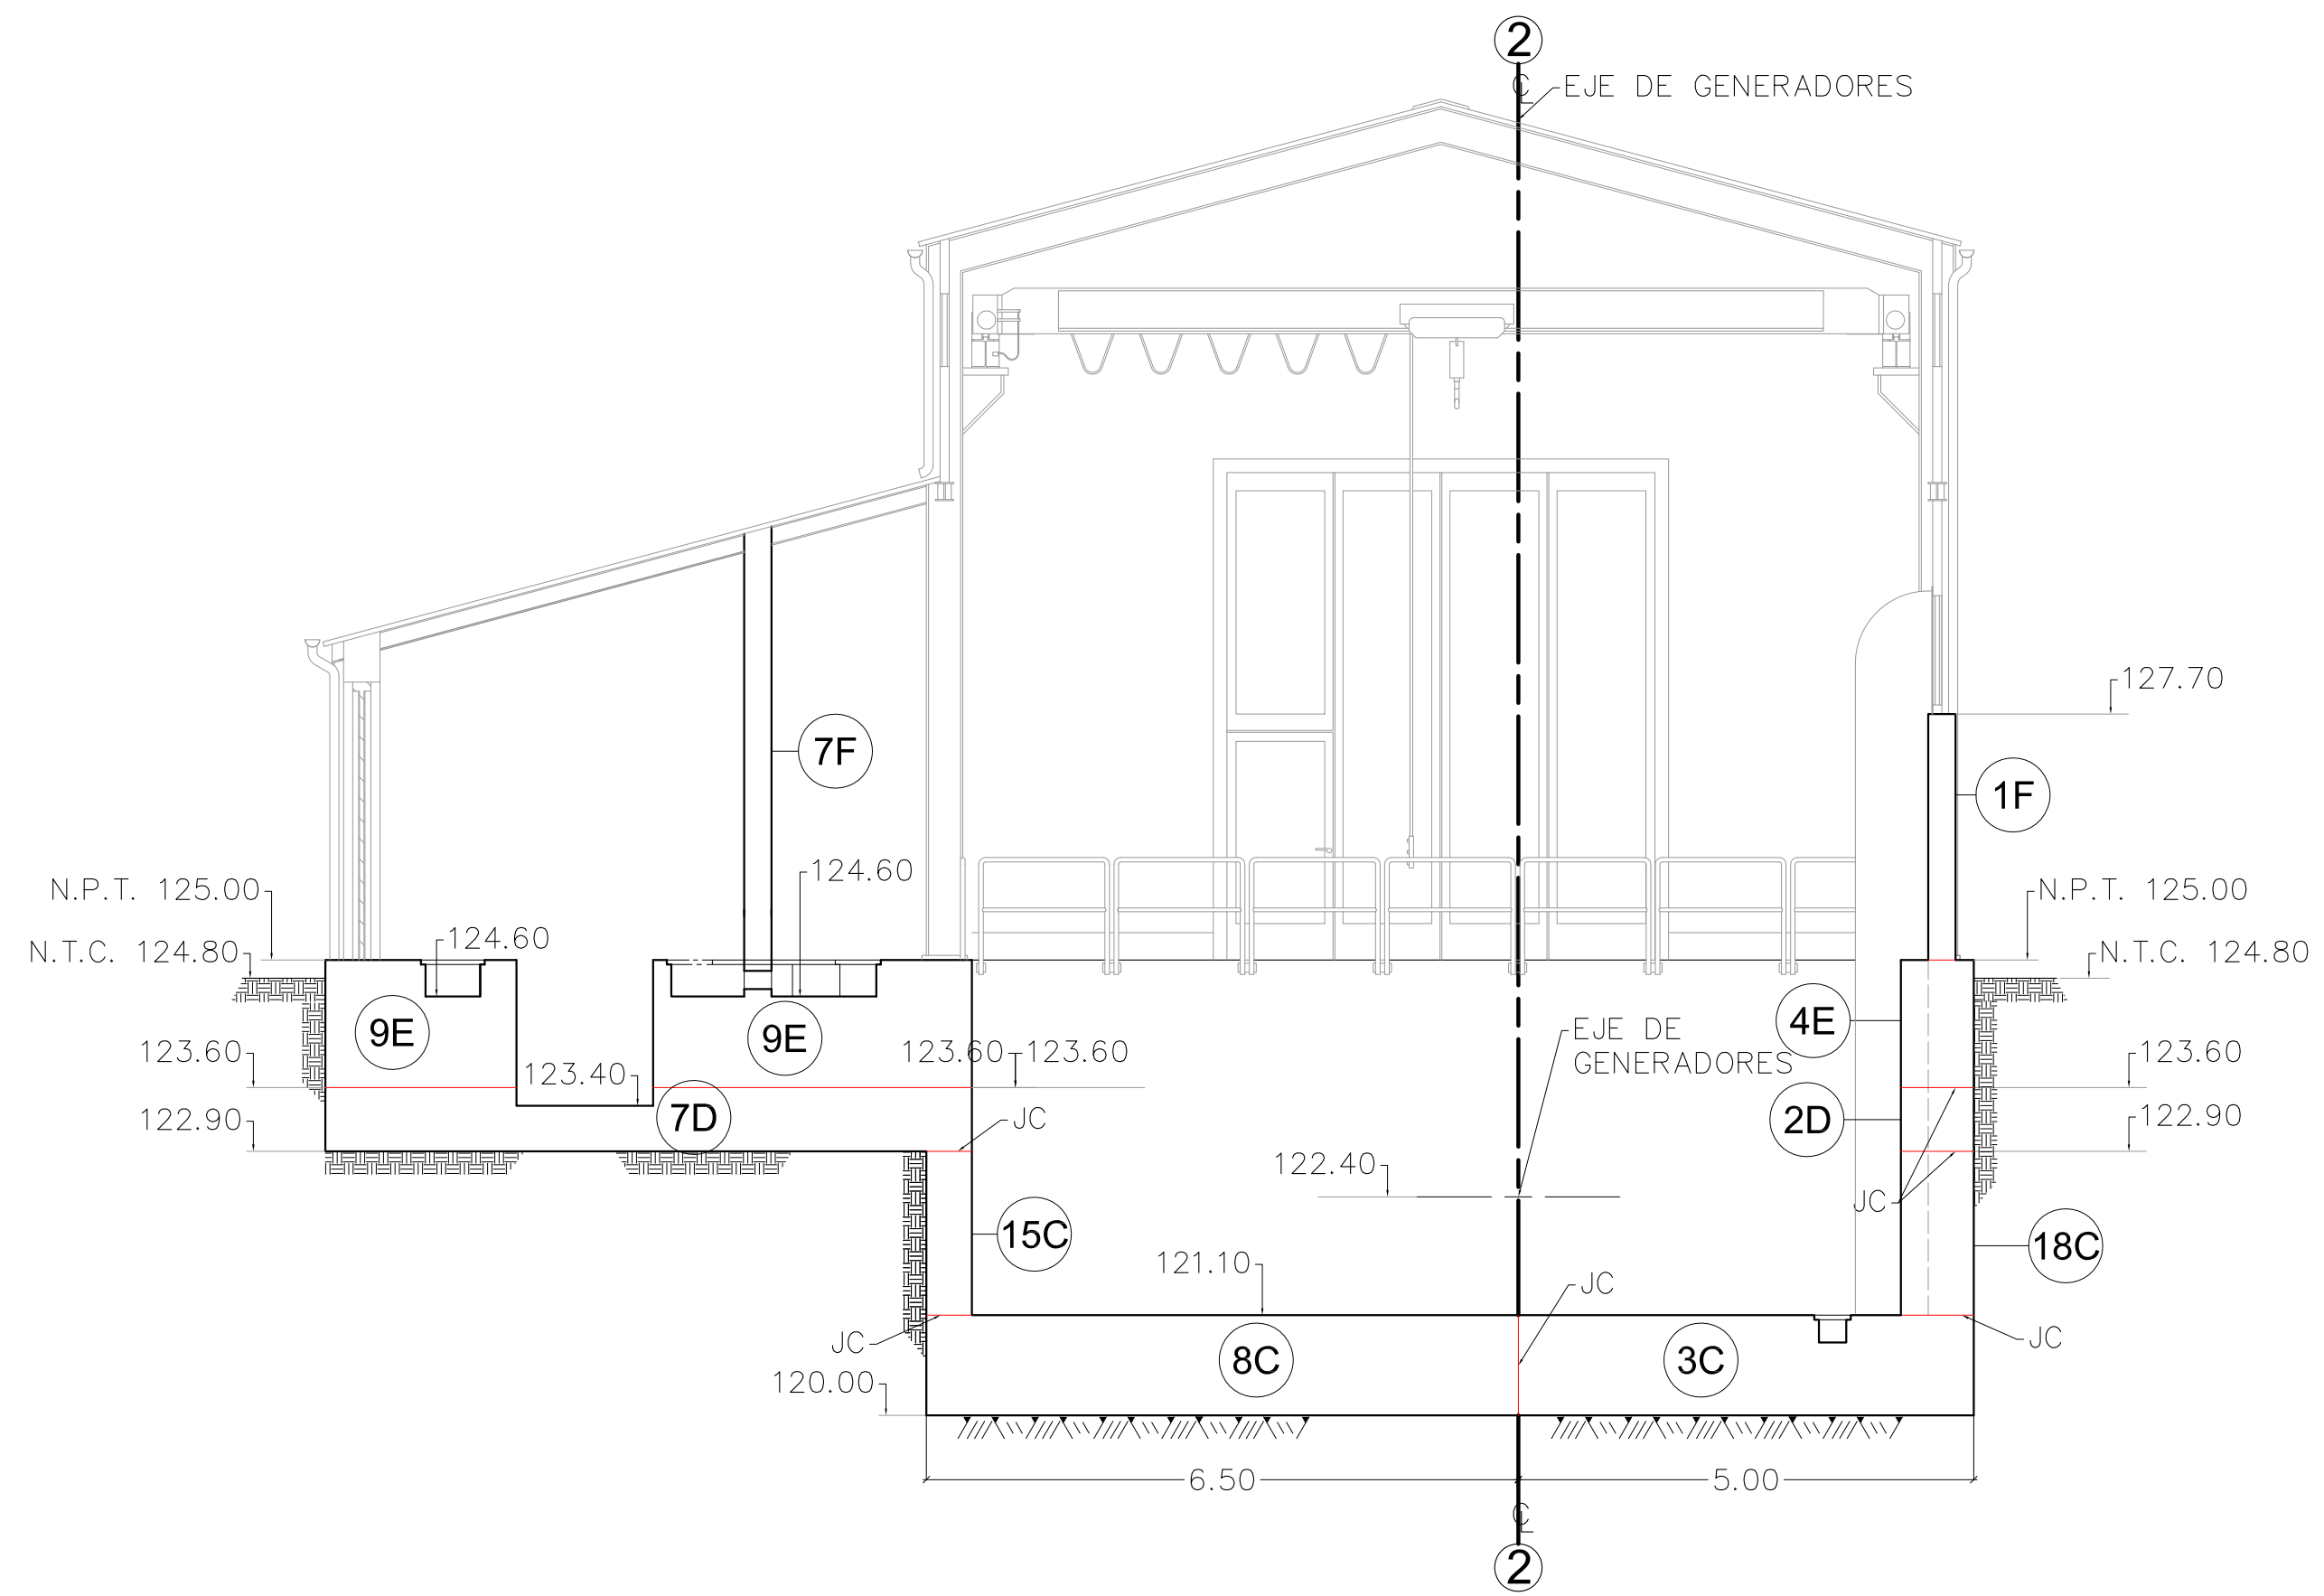 2
℄
EJE DE GENERADORES
127.70
7F
1F
124.60
N.P.T. 125.00
N.P.T. 125.00
N.T.C. 124.80
124.60
N.T.C. 124.80
9E
9E
4E
EJE DE
GENERADORES
123.60
123.60
123.60
123.60
123.40
122.90
7D
JC
2D
122.90
122.40
JC
15C
18C
121.10
JC
JC
JC
8C
3C
120.00
6.50
5.00
℄
2